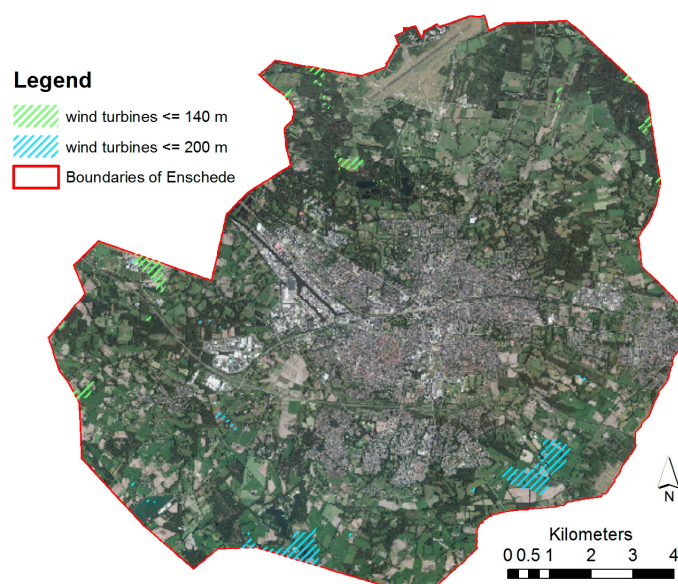 Legend
wind turbines <= 140 m
wind turbines <= 200 m
Boundaries of Enschede
N
Kilometers
0 0.5 1 2 3 4